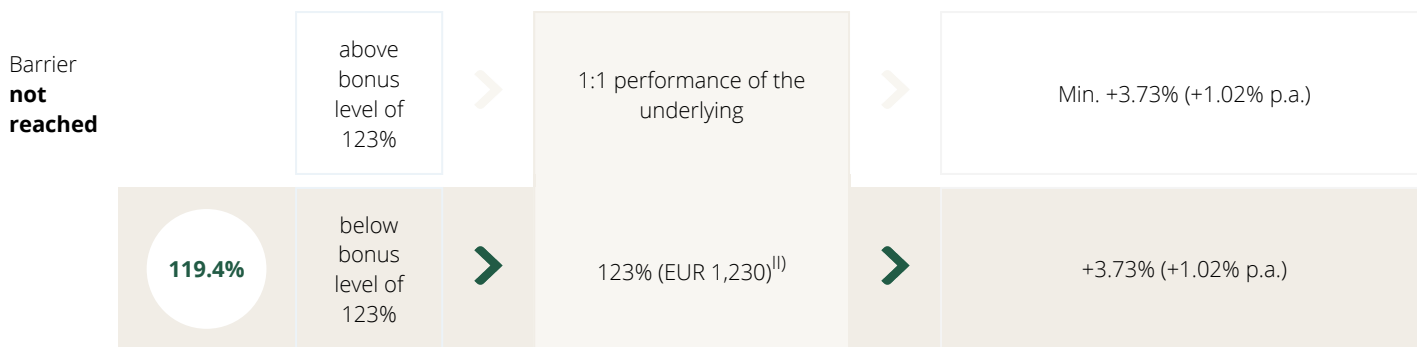 Barrier
not
reached
above
bonus
level of
123%
1:1 performance of the
underlying
Min. +3.73% (+1.02% p.a.)
119.4%
below
bonus
level of
123%
123% (EUR 1,230)II)
+3.73% (+1.02% p.a.)